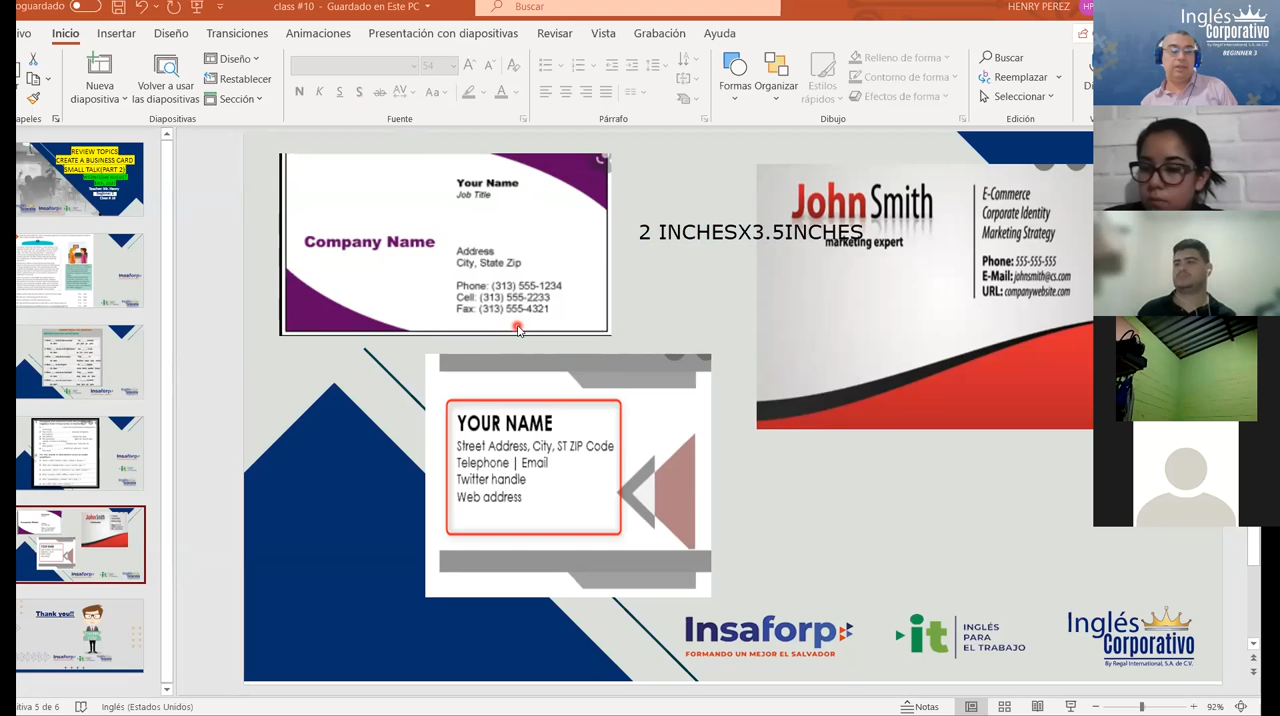 oguardado
class #10 - Guardado en Este PC
Buscar
HENRY PEREZ
HP
ivo
Inicio
Insertar
Diseño
Transiciones
Animaciones
Presentación con diapositivas
Revisar
Vista
Grabación
Ayuda
Nueva diapositiva
Volver a usar las diapositivas
Diseño
Restablecer
Sección
54
Relleno de forma
Contorno de forma
Efectos de forma
Formas
Organizar
Estilos rápidos
Buscar
Reemplazar
Seleccionar
apeles
Diapositivas
Fuente
Párrafo
Dibujo
Edición
Inglés
Corporativo
By Regal International, S.A. de C.V.
BEGINNER 3
REVIEW TOPICS
CREATE A BUSINESS CARD
SMALL TALK(PART 2)
Thank you!!
Your Name
Job Title
Company Name
Address
City, State Zip
Phone: (313) 555-1234
Cell: (313) 555-2233
Fax: (313) 555-4321
2 INCHESX3.5INCHES
John Smith
marketing expert
E-Commerce
Corporate Identity
Marketing Strategy
Phone: 555-555-555
E-Mail: johnsmith@cs.com
URL: companywebsite.com
YOUR NAME
Street Address, City, ST ZIP Code
Telephone | Email
Twitter handle
Web address
Insaforp
FORMANDO UN MEJOR EL SALVADOR
it
INGLÉS
PARA
EL TRABAJO
Inglés
Corporativo
By Regal International, S.A. de C.V.
itiva 5 de 6
Inglés (Estados Unidos)
Notas
92%